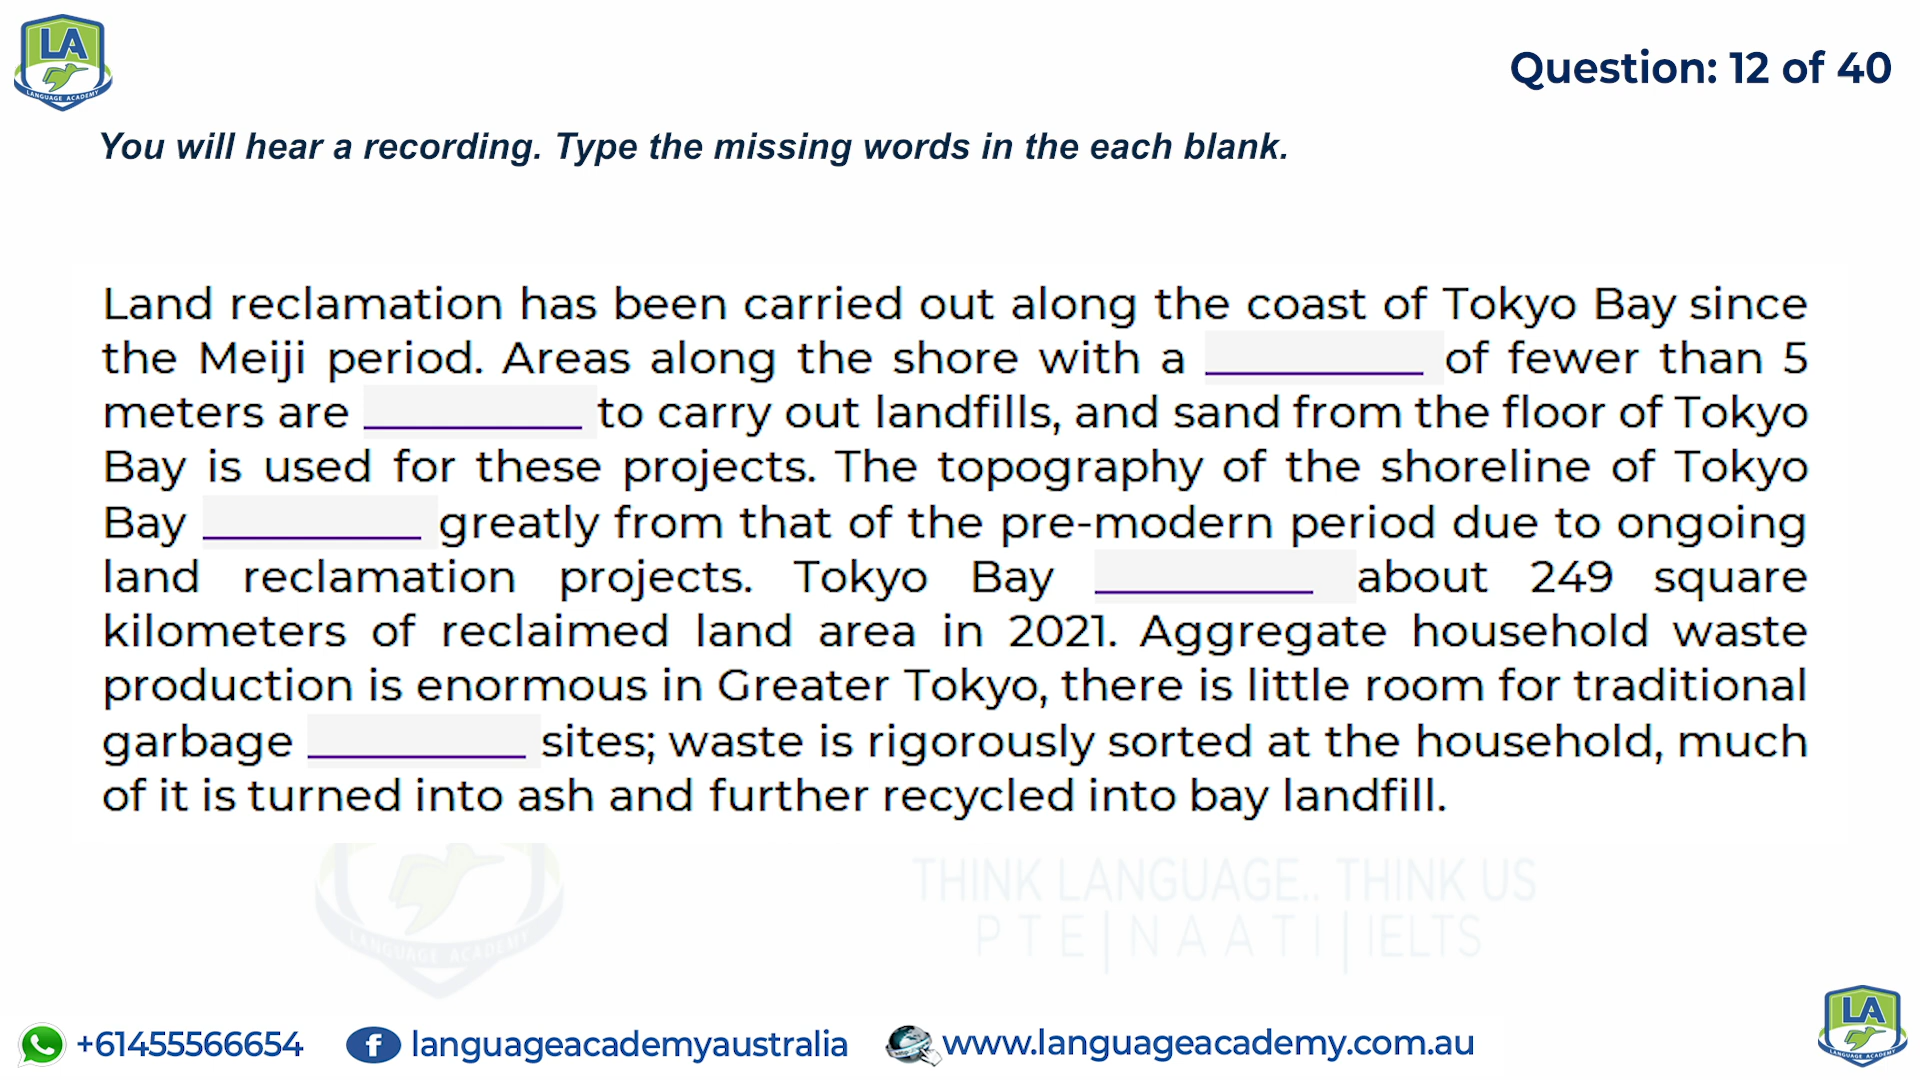 LA
LANGUAGE ACADEMY
Question: 12 of 40
You will hear a recording. Type the missing words in the each blank.
Land reclamation has been carried out along the coast of Tokyo Bay since
the Meiji period. Areas along the shore with a __________ of fewer than 5
meters are __________ to carry out landfills, and sand from the floor of Tokyo
Bay is used for these projects. The topography of the shoreline of Tokyo
Bay __________ greatly from that of the pre-modern period due to ongoing
land reclamation projects. Tokyo Bay __________ about 249 square
kilometers of reclaimed land area in 2021. Aggregate household waste
production is enormous in Greater Tokyo, there is little room for traditional
garbage __________ sites; waste is rigorously sorted at the household, much
of it is turned into ash and further recycled into bay landfill.
LANGUAGE ACADEMY
THINK LANGUAGE.. THINK US
PTE|NAATI|IELTS
+61455566654
f languageacademyaustralia
www.languageacademy.com.au
LA
LANGUAGE ACADEMY